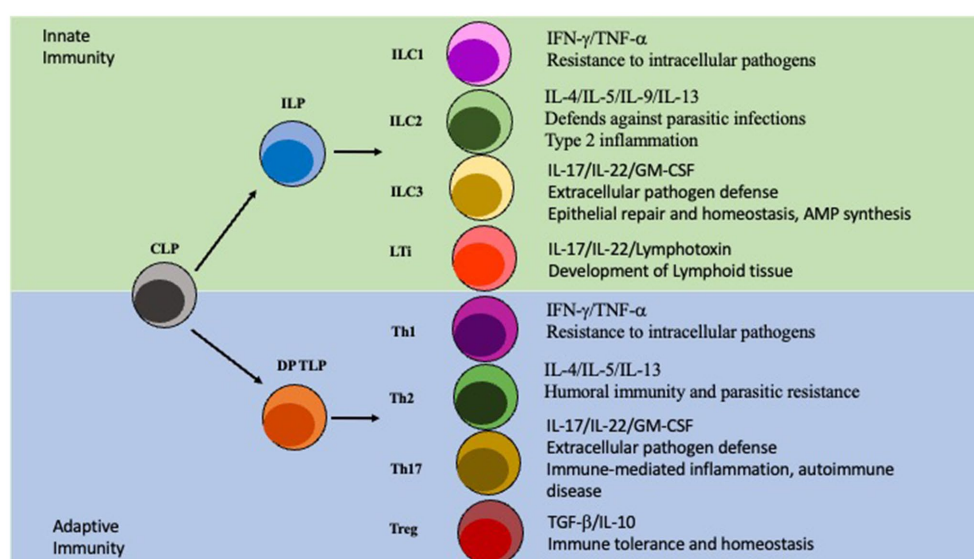 Innate
Immunity
ILP
CLP
ILC1
IFN-γ/TNF-α
Resistance to intracellular pathogens
ILC2
IL-4/IL-5/IL-9/IL-13
Defends against parasitic infections
Type 2 inflammation
ILC3
IL-17/IL-22/GM-CSF
Extracellular pathogen defense
Epithelial repair and homeostasis, AMP synthesis
LTi
IL-17/IL-22/Lymphotoxin
Development of Lymphoid tissue
DP TLP
Th1
IFN-γ/TNF-α
Resistance to intracellular pathogens
Th2
IL-4/IL-5/IL-13
Humoral immunity and parasitic resistance
Th17
IL-17/IL-22/GM-CSF
Extracellular pathogen defense
Immune-mediated inflammation, autoimmune
disease
Treg
TGF-β/IL-10
Immune tolerance and homeostasis
Adaptive
Immunity